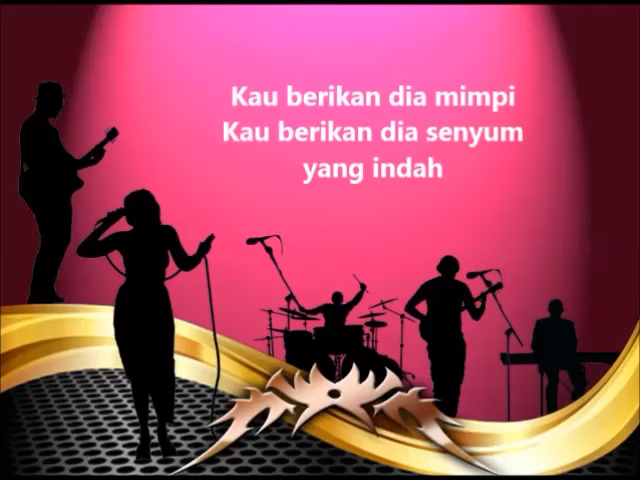 Kau berikan dia mimpi
Kau berikan dia senyum
yang indah